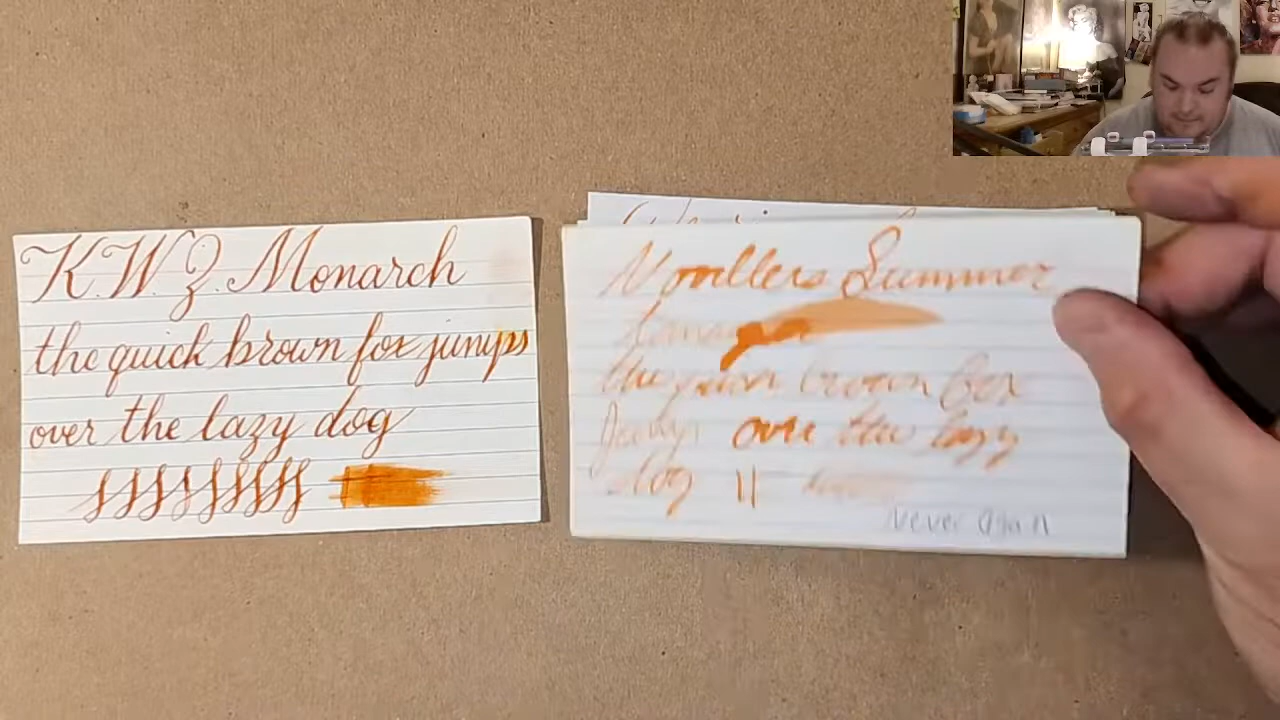 K.W.Z. Monarch
the quick brown fox jumps
over the lazy dog
Noodlers Summer
the brown fox
Jumps over the lazy
dog
Never again